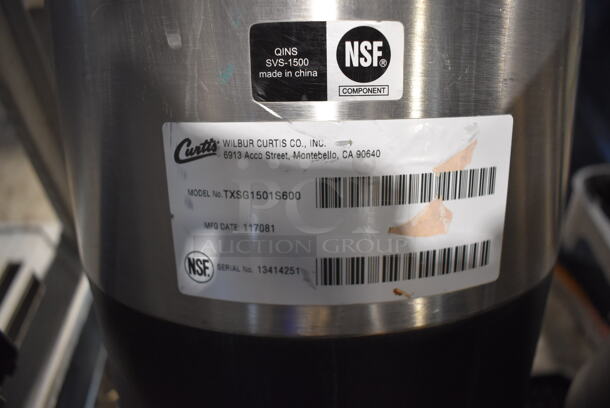 QINS
SVS-1500
made in china
NSF®
COMPONENT
Curtis WILBUR CURTIS CO., INC.
6913 Acco Street, Montebello, CA 90640
MODEL No. TXSG1501S600
MFG DATE: 117081
PCI
AUCTION GROUP
NSF SERIAL No. 13414251